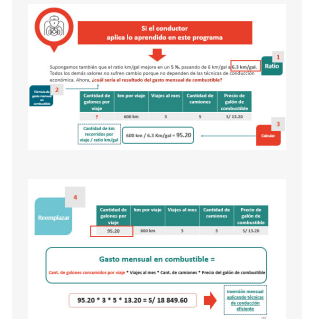 Si el conductor
aplica lo aprendido en este programa
1
Supongamos también que el ratio km/gal mejora en un 5 %, pasando de 6 km/gal a 6.3 km/gal.
Ratio
Todos los demás valores no sufren cambio porque no dependen de las técnicas de conducción
económica. Ahora, ¿cuál sería el resultado del gasto mensual de combustible?
2
Fórmula de
gasto mensual
en
combustible
Cantidad de galones por viaje
km por viaje
Viajes al mes
Cantidad de camiones
Precio de galón de combustible
?
600 km
3
5
S/ 13.20
3
Cantidad de km
recorridos por
viaje / ratio km/gal
600 km / 6.3 Km/gal = 95.20
Calcular
4
Reemplazar
Cantidad de galones por viaje
km por viaje
Viajes al mes
Cantidad de camiones
Precio de galón de combustible
95.20
600 km
3
5
S/ 13.20
Gasto mensual en combustible =
Cant. de galones consumidos por viaje * Viajes al mes * Cant. de camiones * Precio del galón de combustible
95.20 * 3 * 5 * 13.20 = S/ 18 849.60
Inversión mensual
aplicando técnicas
de conducción
eficiente